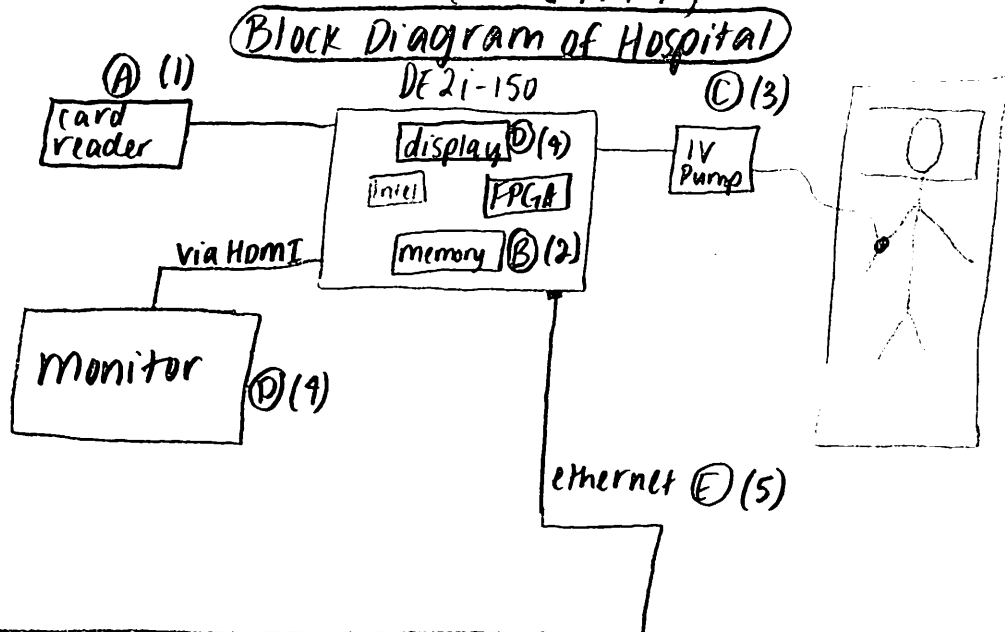 Block Diagram of Hospital
DE2i-150
A (1)
card
reader
display D (4)
intel
FPGA
memory B (2)
C (3)
IV
Pump
via HDMI
Monitor
D (4)
ethernet E (5)